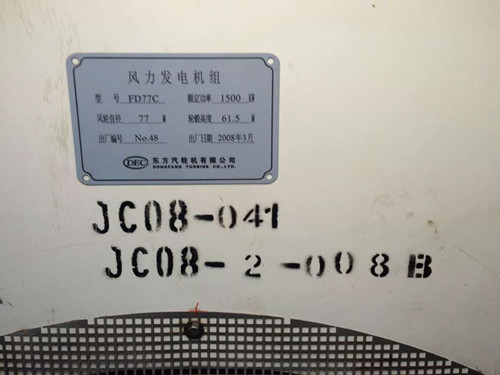 风力发电机组
型号 FD77C 额定功率 1500 KW
风轮直径 77 M 轮毂高度 61.5 M
出厂编号 No.48 出厂日期 2008年3月
DEC 东方汽轮机有限公司
DONGFANG TURBINE CO.,LTD.
JC08-041
JC08-2-008B